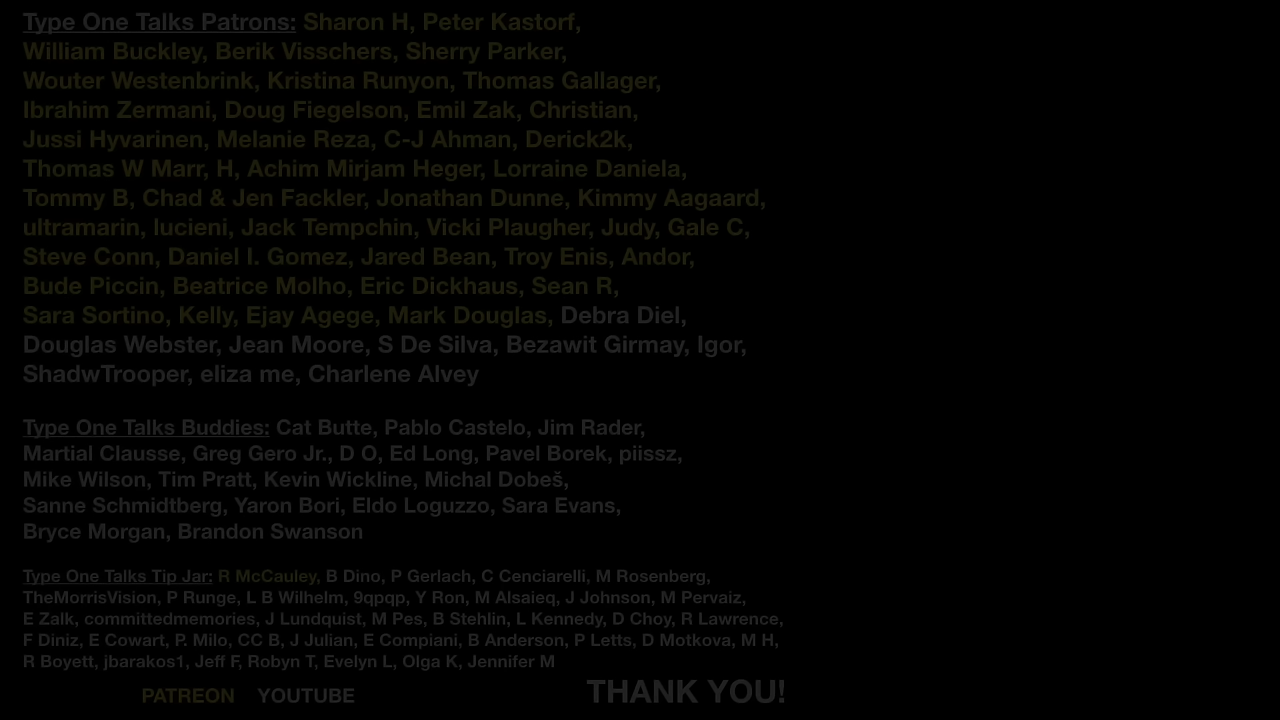 Type One Talks Patrons: Sharon H, Peter Kastorf,
William Buckley, Berik Visschers, Sherry Parker,
Wouter Westenbrink, Kristina Runyon, Thomas Gallager,
Ibrahim Zermani, Doug Fiegelson, Emil Zak, Christian,
Jussi Hyvarinen, Melanie Reza, C-J Ahman, Derick2k,
Thomas W Marr, H, Achim Mirjam Heger, Lorraine Daniela,
Tommy B, Chad & Jen Fackler, Jonathan Dunne, Kimmy Aagaard,
ultramarin, lucieni, Jack Tempchin, Vicki Plaugher, Judy, Gale C,
Steve Conn, Daniel I. Gomez, Jared Bean, Troy Enis, Andor,
Bude Piccin, Beatrice Molho, Eric Dickhaus, Sean R,
Sara Sortino, Kelly, Ejay Agege, Mark Douglas, Debra Diel,
Douglas Webster, Jean Moore, S De Silva, Bezawit Girmay, Igor,
ShadwTrooper, eliza me, Charlene Alvey
Type One Talks Buddies: Cat Butte, Pablo Castelo, Jim Rader,
Martial Clausse, Greg Gero Jr., D O, Ed Long, Pavel Borek, piissz,
Mike Wilson, Tim Pratt, Kevin Wickline, Michal Dobeš,
Sanne Schmidtberg, Yaron Bori, Eldo Loguzzo, Sara Evans,
Bryce Morgan, Brandon Swanson
Type One Talks Tip Jar: R McCauley, B Dino, P Gerlach, C Cenciarelli, M Rosenberg,
TheMorrisVision, P Runge, L B Wilhelm, 9qpqp, Y Ron, M Alsaieq, J Johnson, M Pervaiz,
E Zalk, committedmemories, J Lundquist, M Pes, B Stehlin, L Kennedy, D Choy, R Lawrence,
F Diniz, E Cowart, P. Milo, CC B, J Julian, E Compiani, B Anderson, P Letts, D Motkova, M H,
R Boyett, jbarakos1, Jeff F, Robyn T, Evelyn L, Olga K, Jennifer M
PATREON YOUTUBE THANK YOU!